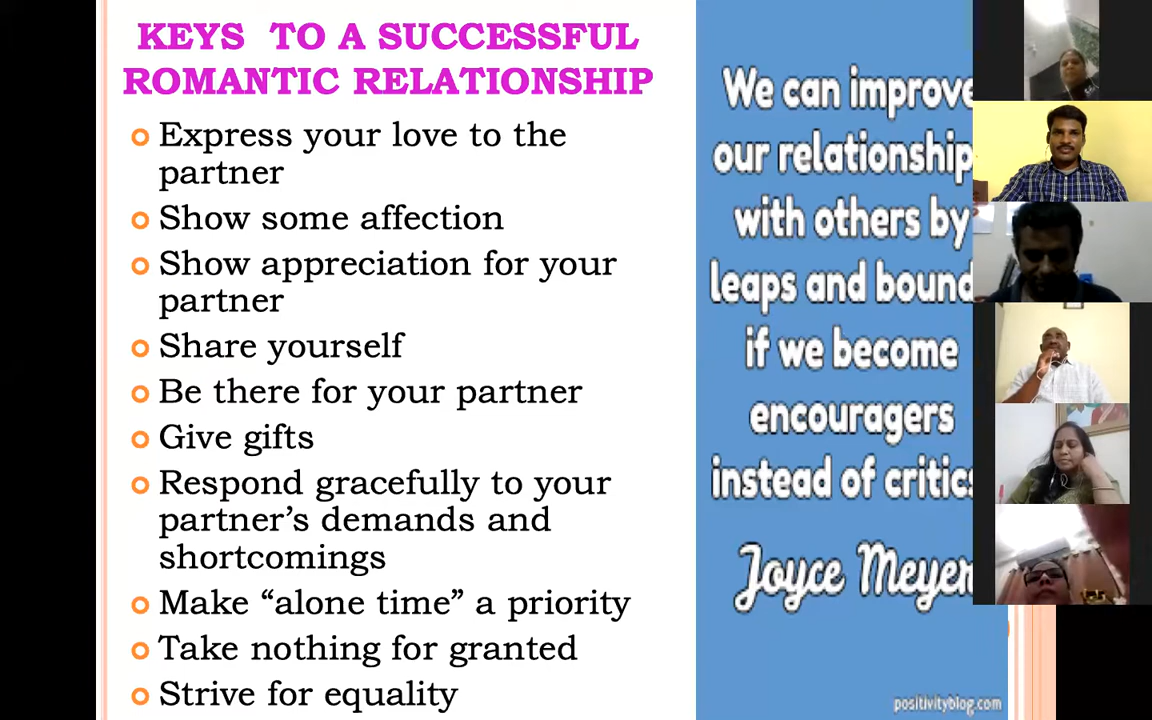 KEYS TO A SUCCESSFUL
ROMANTIC RELATIONSHIP
Express your love to the
partner
Show some affection
Show appreciation for your
partner
Share yourself
Be there for your partner
Give gifts
Respond gracefully to your
partner’s demands and
shortcomings
Make “alone time” a priority
Take nothing for granted
Strive for equality
We can improve
our relationship
with others by
leaps and bound
if we become
encouragers
instead of critics
Joyce Meyer
positivityblog.com